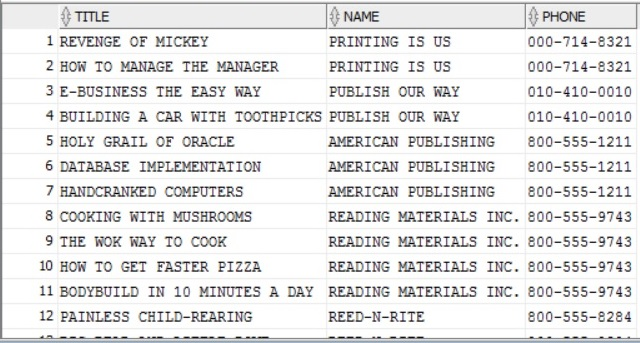 TITLE NAME PHONE
1 REVENGE OF MICKEY PRINTING IS US 000-714-8321
2 HOW TO MANAGE THE MANAGER PRINTING IS US 000-714-8321
3 E-BUSINESS THE EASY WAY PUBLISH OUR WAY 010-410-0010
4 BUILDING A CAR WITH TOOTHPICKS PUBLISH OUR WAY 010-410-0010
5 HOLY GRAIL OF ORACLE AMERICAN PUBLISHING 800-555-1211
6 DATABASE IMPLEMENTATION AMERICAN PUBLISHING 800-555-1211
7 HANDCRANKED COMPUTERS AMERICAN PUBLISHING 800-555-1211
8 COOKING WITH MUSHROOMS READING MATERIALS INC. 800-555-9743
9 THE WOK WAY TO COOK READING MATERIALS INC. 800-555-9743
10 HOW TO GET FASTER PIZZA READING MATERIALS INC. 800-555-9743
11 BODYBUILD IN 10 MINUTES A DAY READING MATERIALS INC. 800-555-9743
12 PAINLESS CHILD-REARING REED-N-RITE 800-555-8284